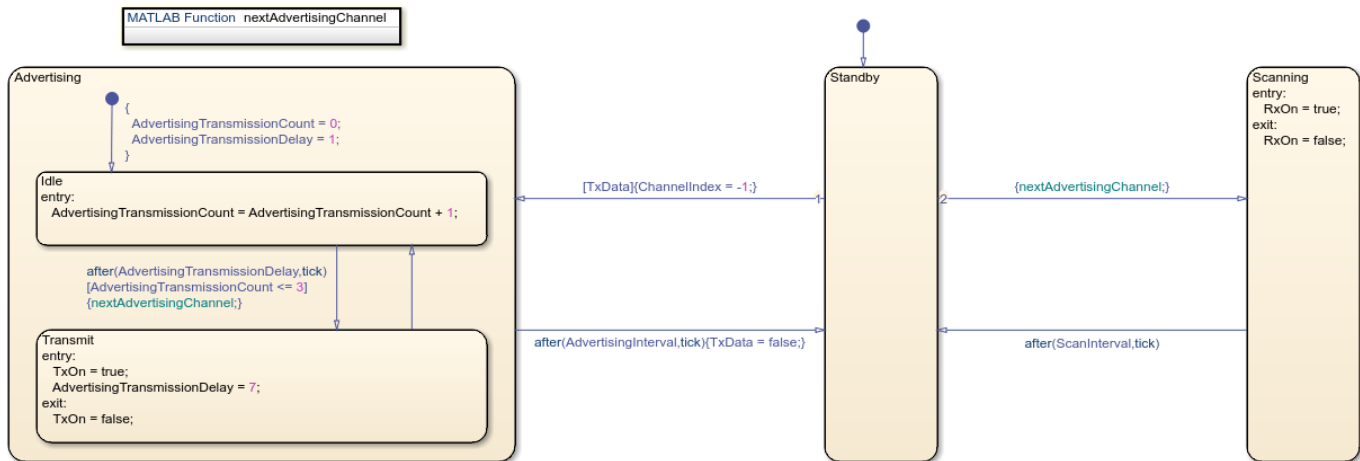 MATLAB Function nextAdvertisingChannel
Advertising
{
AdvertisingTransmissionCount = 0;
AdvertisingTransmissionDelay = 1;
}
Idle
entry:
AdvertisingTransmissionCount = AdvertisingTransmissionCount + 1;
after(AdvertisingTransmissionDelay,tick)
[AdvertisingTransmissionCount <= 3]
{nextAdvertisingChannel;}
Transmit
entry:
TxOn = true;
AdvertisingTransmissionDelay = 7;
exit:
TxOn = false;
[TxData]{ChannelIndex = -1;}
1
after(AdvertisingInterval,tick){TxData = false;}
Standby
2
{nextAdvertisingChannel;}
after(ScanInterval,tick)
Scanning
entry:
RxOn = true;
exit:
RxOn = false;